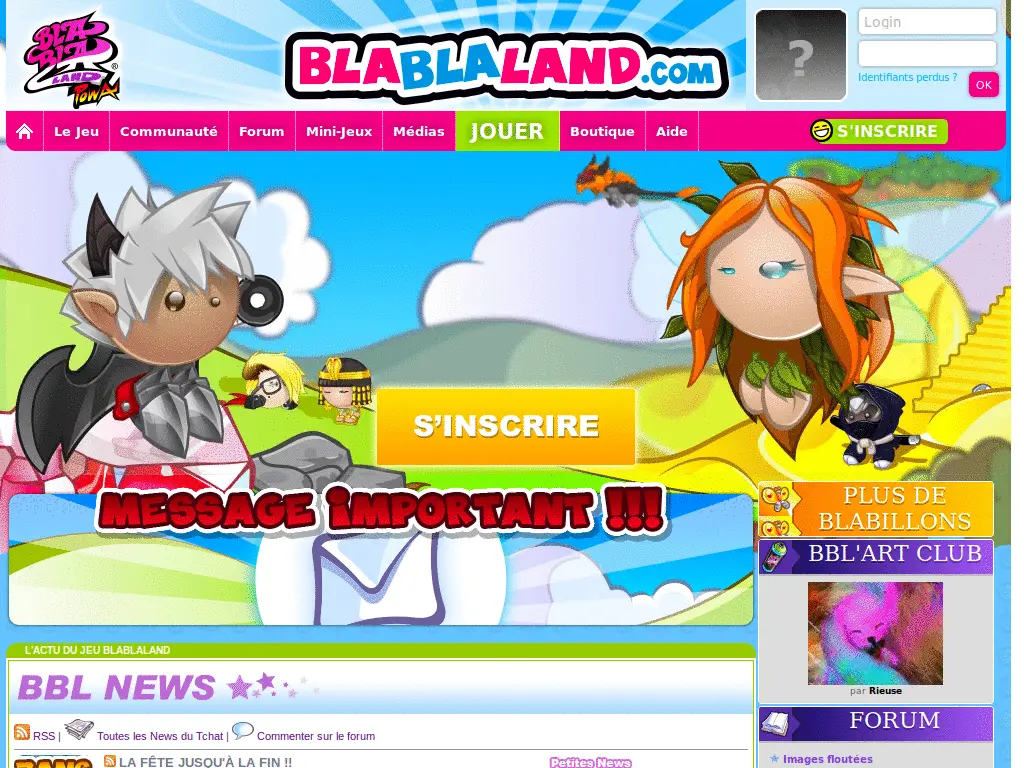 BLA
BLA
LAND
POWA
®
BLABLALAND.COM
?
Login
Identifiants perdus ?
OK
Le Jeu
Communauté
Forum
Mini-Jeux
Médias
JOUER
Boutique
Aide
S'INSCRIRE
S'INSCRIRE
MESSAGE IMPORTANT !!!
PLUS DE
BLABILLONS
BBL'ART CLUB
par Rieuse
FORUM
Images floutées
L'ACTU DU JEU BLABLALAND
BBL NEWS
RSS | Toutes les News du Tchat | Commenter sur le forum
LA FÊTE JUSQU'À LA FIN !!
Petites News